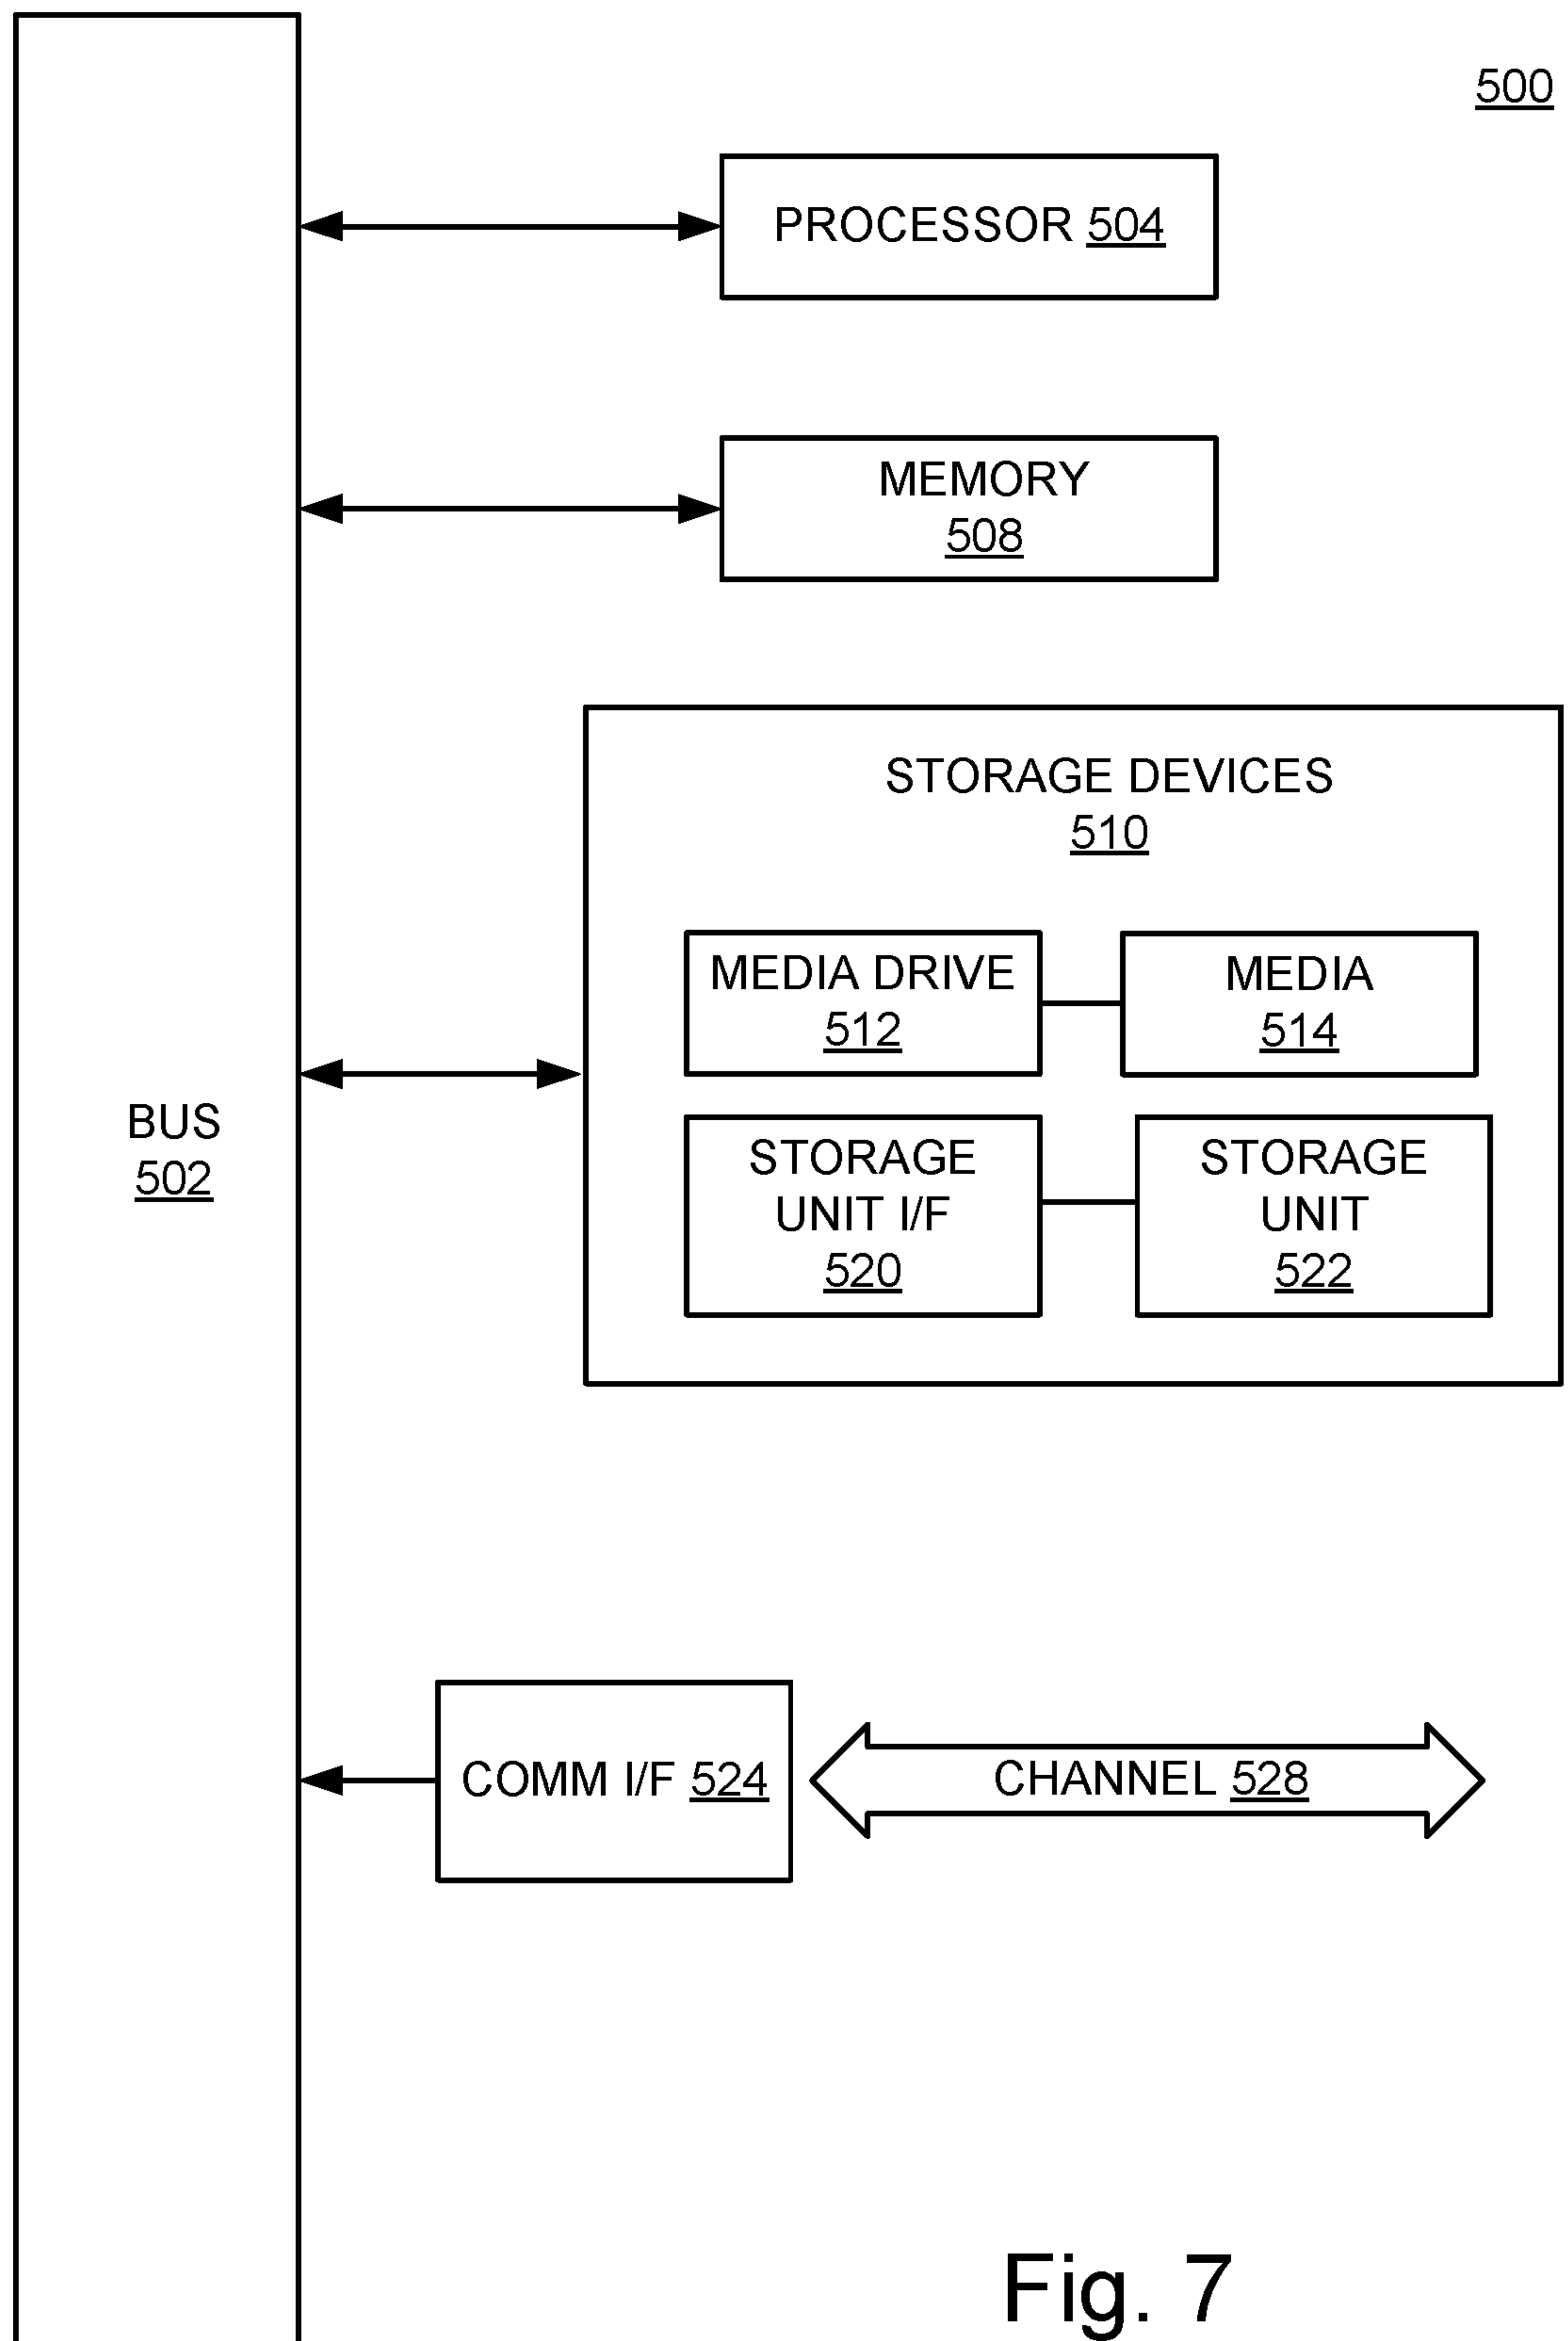 500
PROCESSOR 504
MEMORY
508
STORAGE DEVICES
510
MEDIA DRIVE
512
MEDIA
514
BUS
502
STORAGE
UNIT I/F
520
STORAGE
UNIT
522
COMM I/F 524
CHANNEL 528
Fig. 7